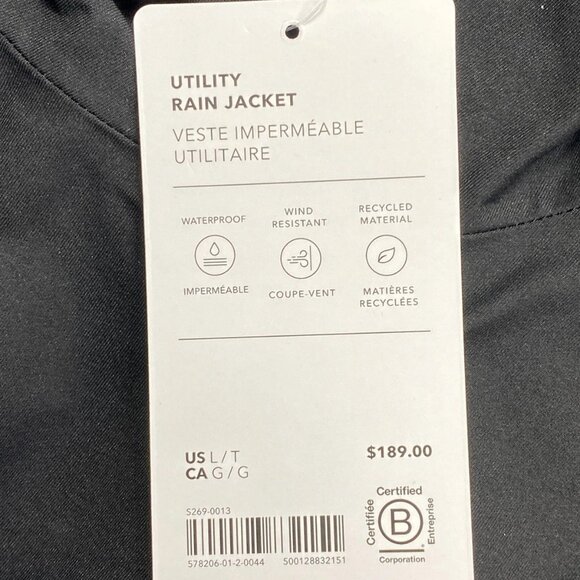 UTILITY
RAIN JACKET
VESTE IMPERMÉABLE
UTILITAIRE
WATERPROOF
IMPERMÉABLE
WIND
RESISTANT
COUPE-VENT
RECYCLED
MATERIAL
MATIÈRES
RECYCLÉES
US L / T
CA G / G
$189.00
S269-0013
578206-01-2-0044 500128832151
Certified
Certifiée
B
Entreprise
Corporation